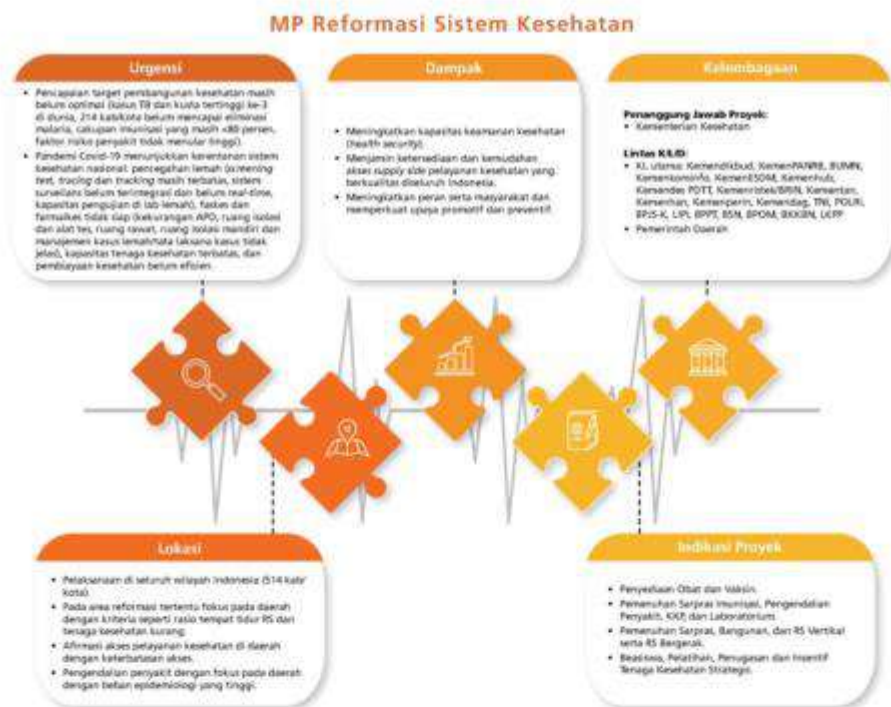 MP Reformasi Sistem Kesehatan
Urgensi
• Pencapaian target pembangunan kesehatan masih
belum optimal (kasus TB dan kusta tertinggi ke-3
di dunia, 214 kab/kota belum mencapai eliminasi
malaria, cakupan imunisasi yang masih <80 persen,
faktor risiko penyakit tidak menular tinggi).
• Pandemi Covid-19 menunjukkan kerentanan sistem
kesehatan nasional: pencegahan lemah (screening
test, tracing dan tracking masih terbatas, sistem
surveilans belum terintegrasi dan belum real-time,
kapasitas pengujian di lab lemah), faskes dan
farmalkes tidak siap (kekurangan APD, ruang isolasi
dan alat tes, ruang rawat, ruang isolasi mandiri dan
manajemen kasus lemah/tata laksana kasus tidak
jelas), kapasitas tenaga kesehatan terbatas, dan
pembiayaan kesehatan belum efisien.
Dampak
• Meningkatkan kapasitas keamanan kesehatan
(health security).
• Menjamin ketersediaan dan kemudahan
akses supply side pelayanan kesehatan yang
berkualitas diseluruh Indonesia.
• Meningkatkan peran serta masyarakat dan
memperkuat upaya promotif dan preventif.
Kelembagaan
Penanggung Jawab Proyek:
• Kementerian Kesehatan
Lintas K/L/D:
• KL utama: Kemendikbud, KemenPANRB, BUMN,
Kemenkominfo, KemenESDM, Kemenhub,
Kemendes PDTT, Kemenristek/BRIN, Kementan,
Kemenhan, Kemenperin, Kemendag, TNI, POLRI,
BPJS-K, LIPI, BPPT, BSN, BPOM, BKKBN, LKPP
• Pemerintah Daerah
Lokasi
• Pelaksanaan di seluruh wilayah Indonesia (514 kab/
kota).
• Pada area reformasi tertentu fokus pada daerah
dengan kriteria seperti rasio tempat tidur RS dan
tenaga kesehatan kurang.
• Afirmasi akses pelayanan kesehatan di daerah
dengan keterbatasan akses.
• Pengendalian penyakit dengan fokus pada daerah
dengan beban epidemiologi yang tinggi.
Indikasi Proyek
• Penyediaan Obat dan Vaksin.
• Pemenuhan Sarpras Imunisasi, Pengendalian
Penyakit, KKP, dan Laboratorium.
• Pemenuhan Sarpras, Bangunan, dan RS Vertikal
serta RS Bergerak.
• Beasiswa, Pelatihan, Penugasan dan Insentif
Tenaga Kesehatan Strategis.